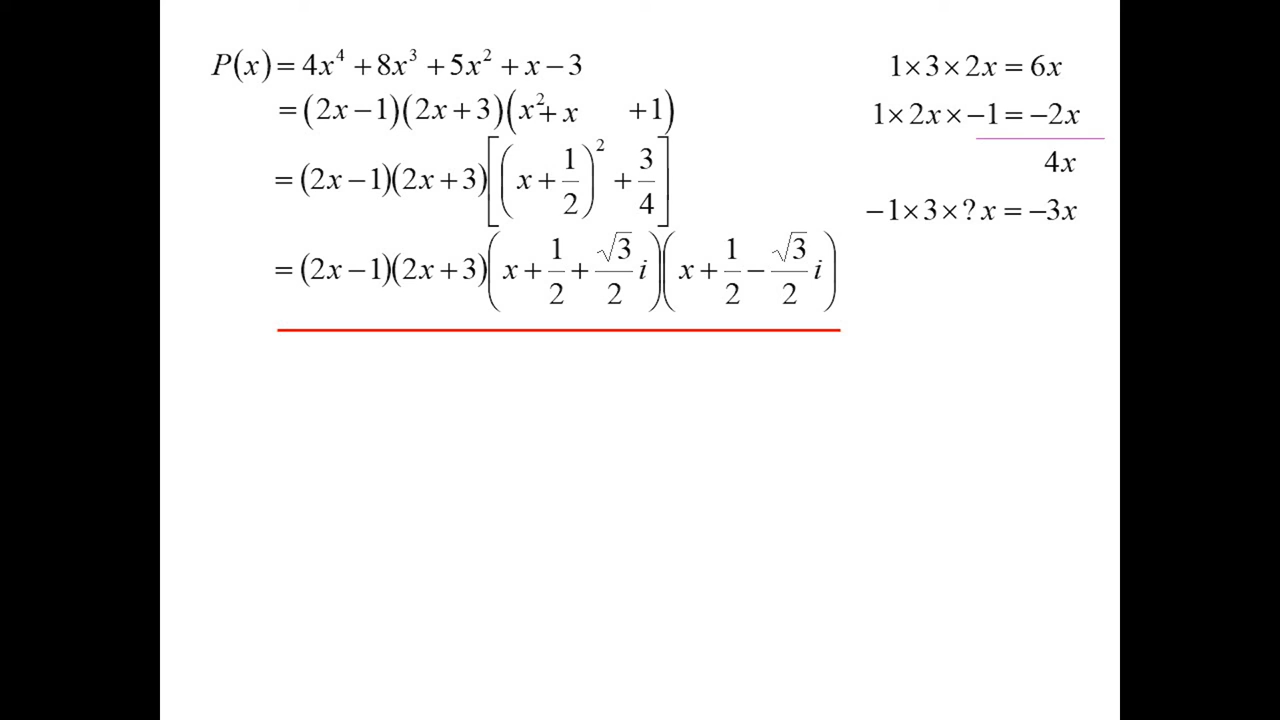 P(x) = 4x⁴ + 8x³ + 5x² + x − 3
= (2x − 1)(2x + 3)(x² + x + 1)
= (2x − 1)(2x + 3)[(x + 1/2)² + 3/4]
= (2x − 1)(2x + 3)(x + 1/2 + √3/2 i)(x + 1/2 − √3/2 i)
1 × 3 × 2x = 6x
1 × 2x × −1 = −2x
4x
−1 × 3 × ? x = −3x